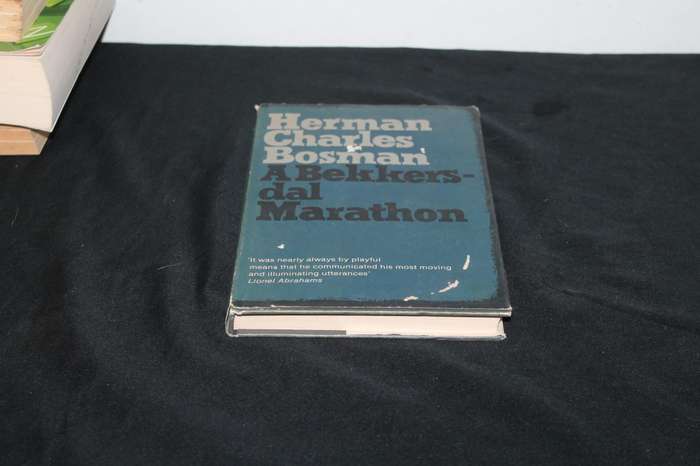 Herman
Charles
Bosman
A Bekkers-
dal
Marathon
'It was nearly always by playful
means that he communicated his most moving
and illuminating utterances'
Lionel Abrahams